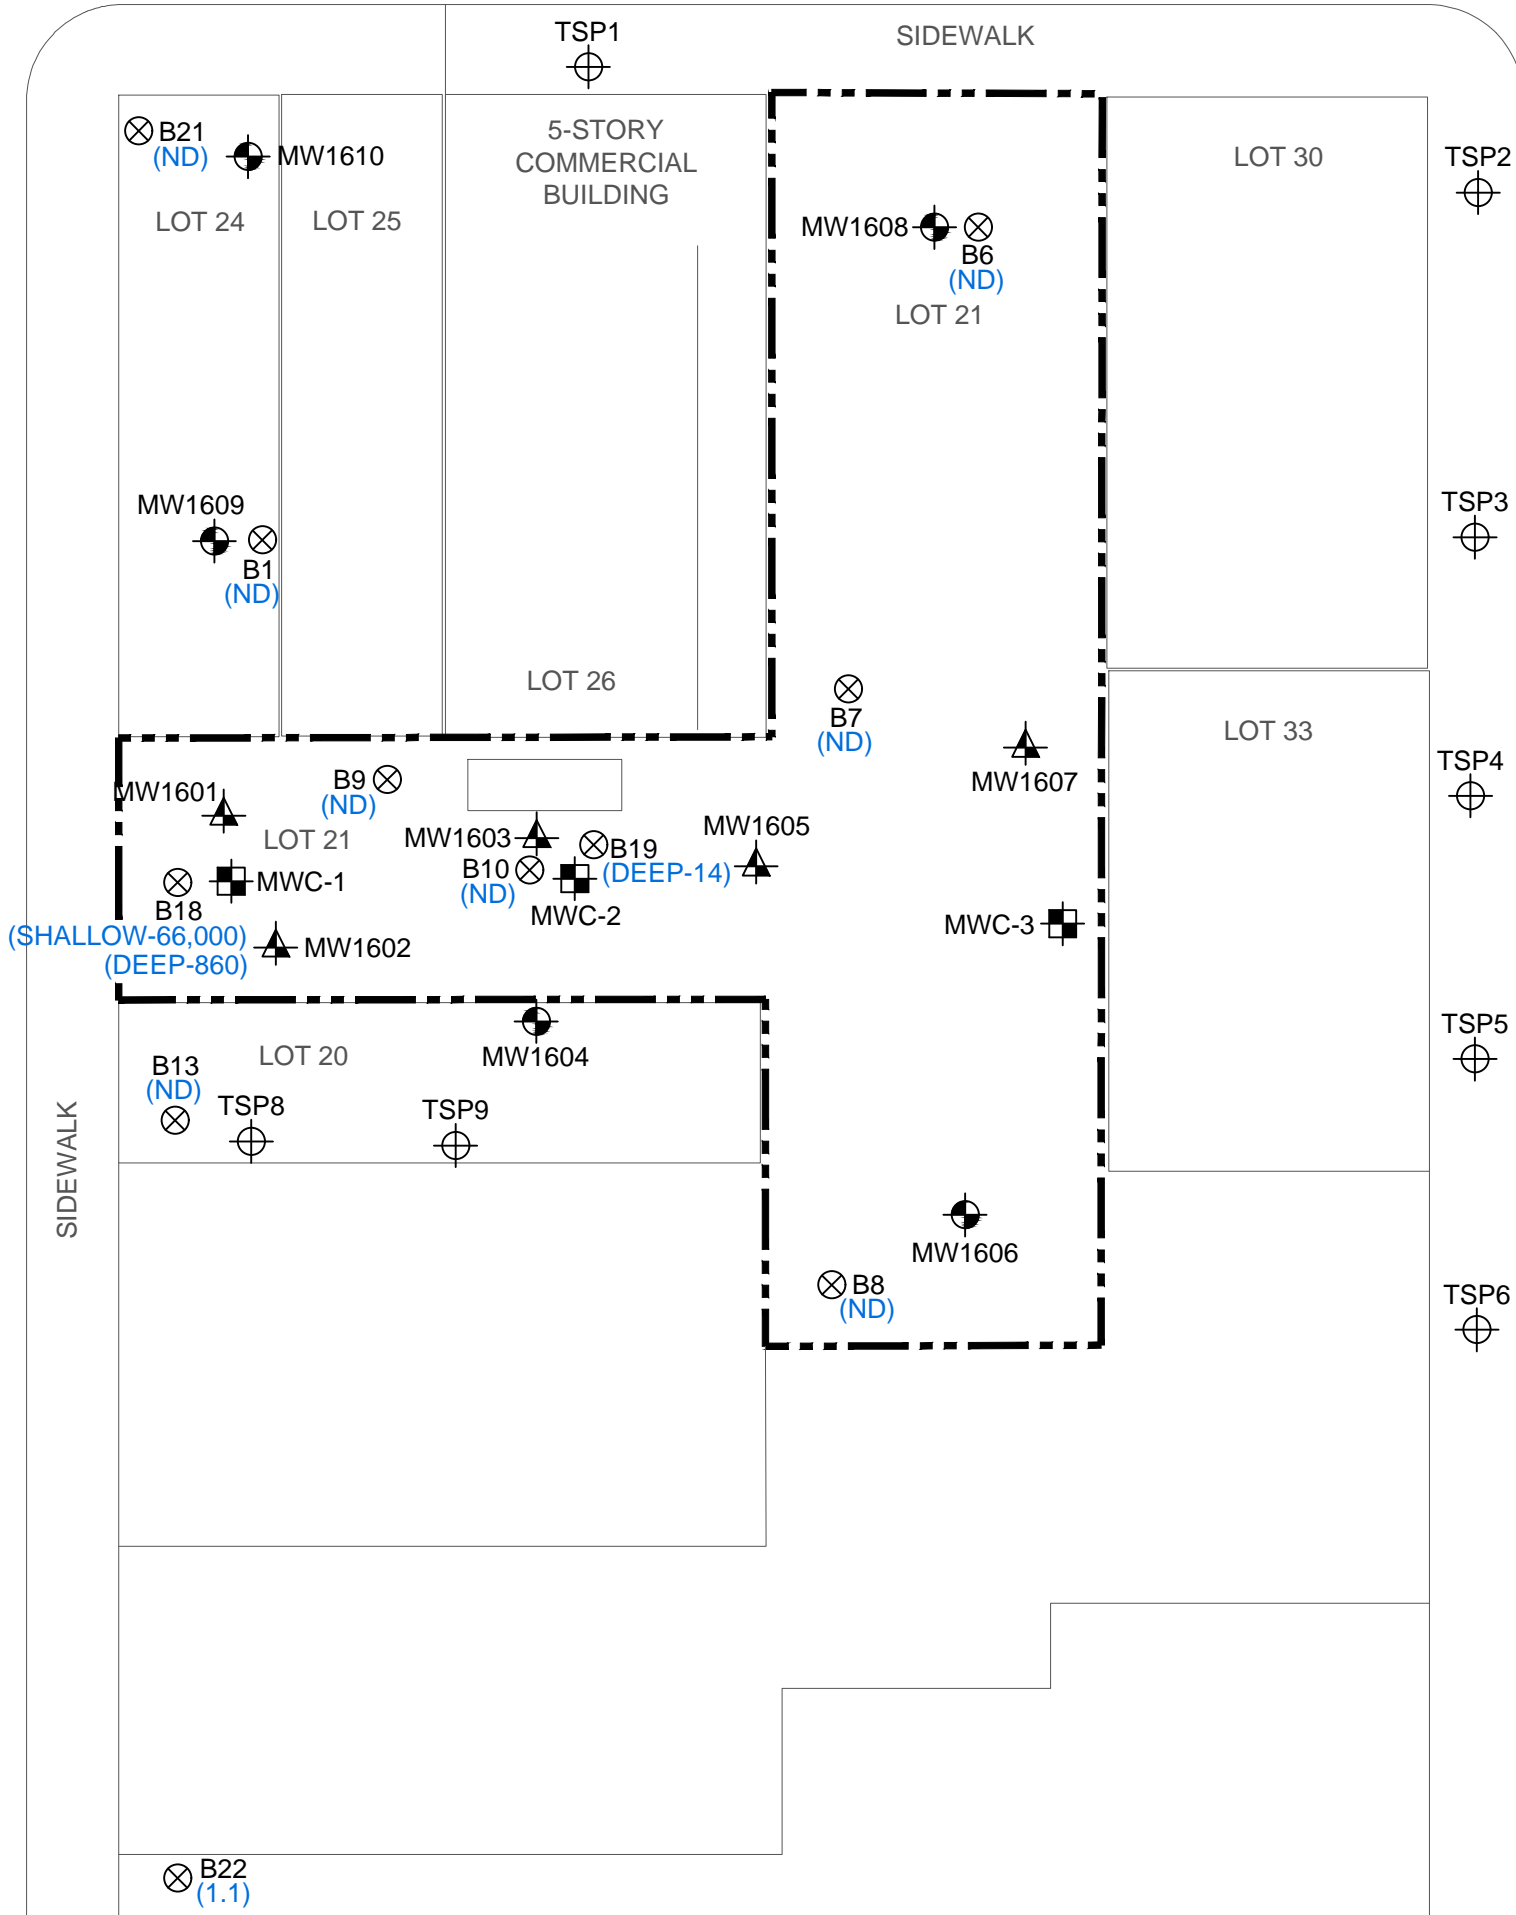 TSP1
SIDEWALK
B21
(ND)
MW1610
5-STORY
COMMERCIAL
BUILDING
LOT 30
TSP2
LOT 24
LOT 25
MW1608
B6
(ND)
LOT 21
MW1609
B1
(ND)
TSP3
LOT 26
B7
(ND)
LOT 33
MW1607
TSP4
MW1601
B9
(ND)
LOT 21
MW1603
B19
(DEEP-14)
MW1605
B10
(ND)
MWC-1
MWC-2
MWC-3
B18
(SHALLOW-66,000)
(DEEP-860)
MW1602
MW1604
LOT 20
B13
(ND)
TSP8
TSP9
TSP5
SIDEWALK
MW1606
B8
(ND)
TSP6
B22
(1.1)